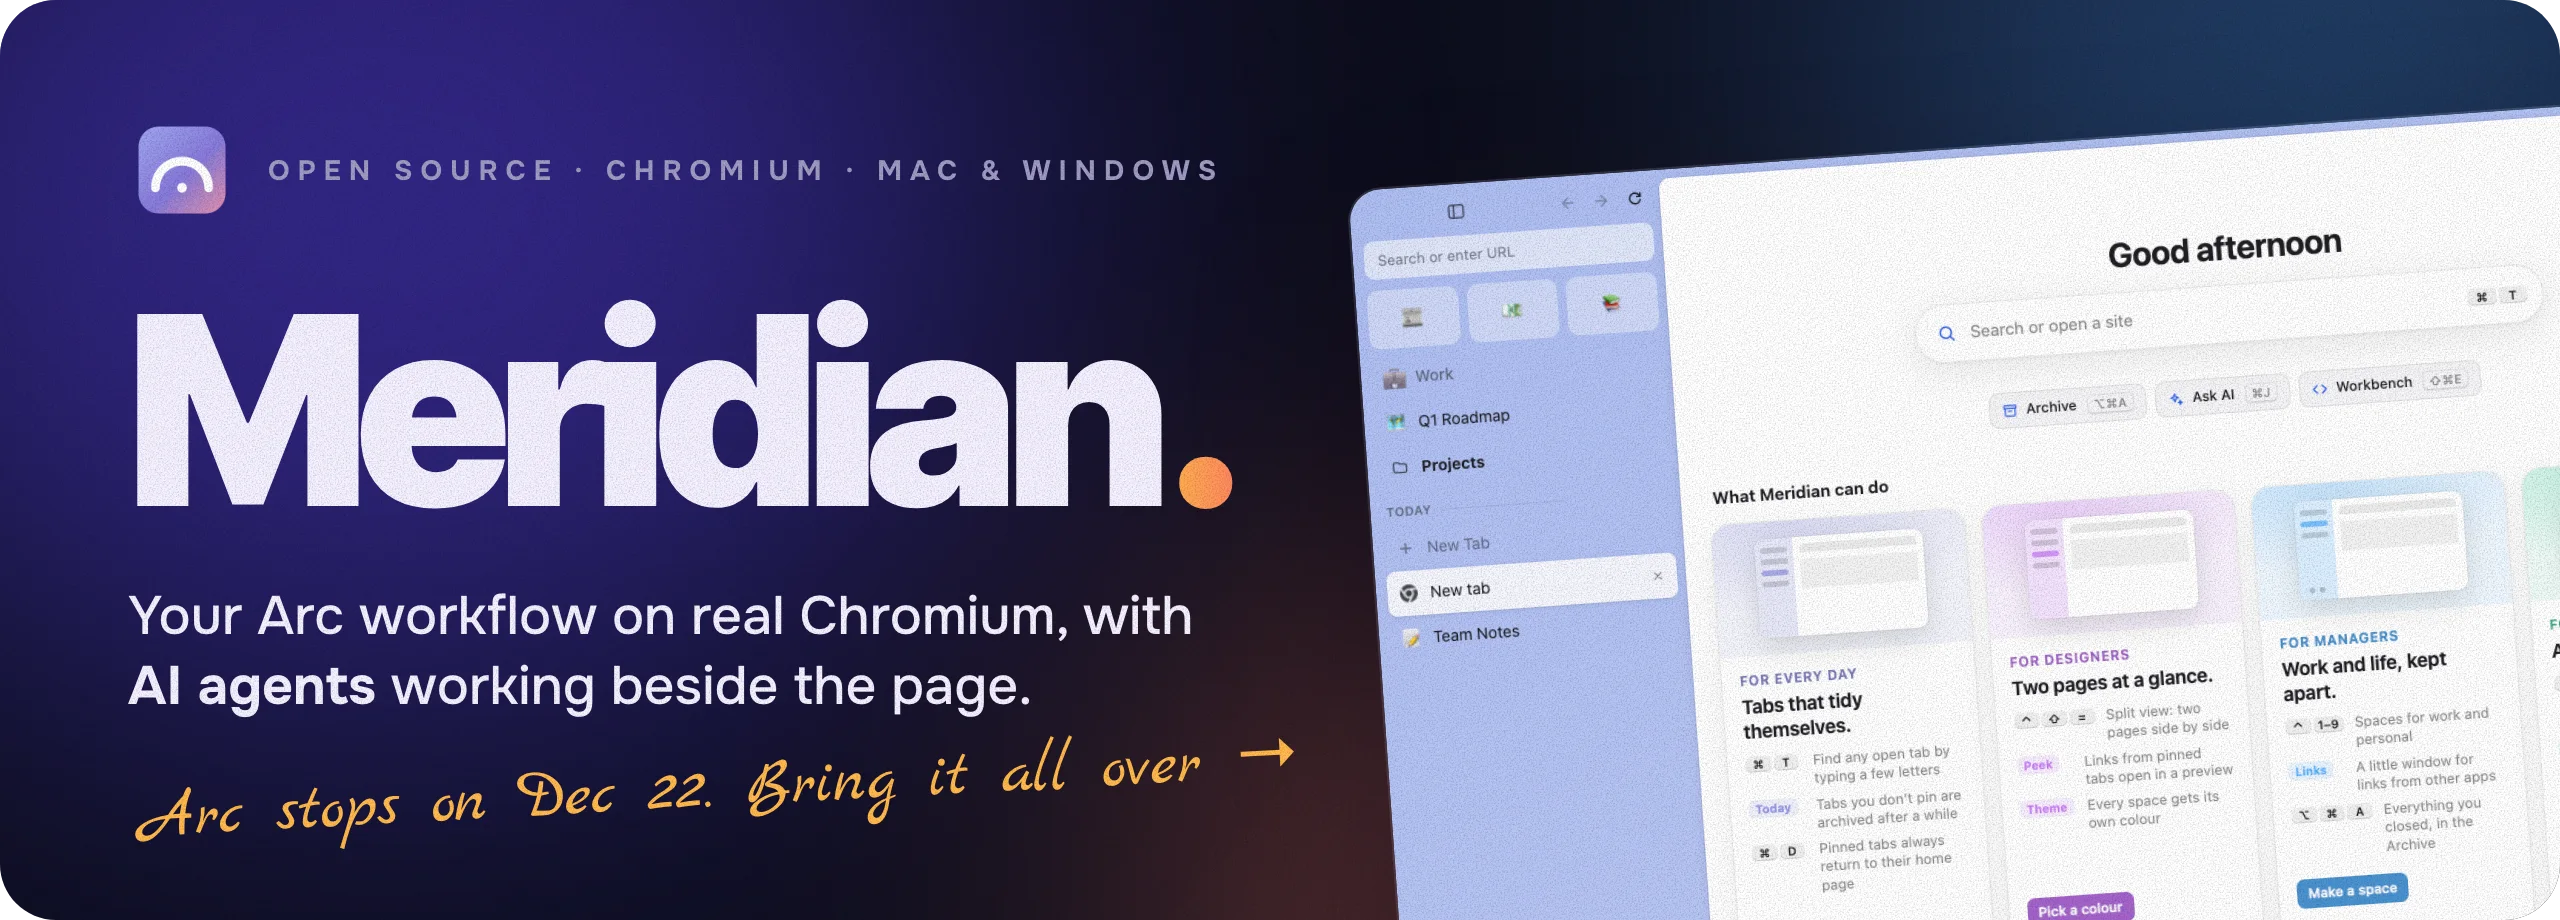 OPEN SOURCE · CHROMIUM · MAC & WINDOWS
Meridian.
Your Arc workflow on real Chromium, with
AI agents working beside the page.
Arc stops on Dec 22. Bring it all over →
Search or enter URL
Work
Q1 Roadmap
Projects
TODAY
+ New Tab
New tab
Team Notes
Good afternoon
Search or open a site
⌘ T
Archive ⌥⌘A
Ask AI ⌘J
Workbench ⇧⌘E
What Meridian can do
FOR EVERY DAY
Tabs that tidy
themselves.
⌘ T Find any open tab by
typing a few letters
Today Tabs you don't pin are
archived after a while
⌘ D Pinned tabs always
return to their home
page
FOR DESIGNERS
Two pages at a glance.
^ ⇧ = Split view: two
pages side by side
Peek Links from pinned
tabs open in a preview
Theme Every space gets its
own colour
Pick a colour
FOR MANAGERS
Work and life, kept
apart.
^ 1–9 Spaces for work and
personal
Links A little window for
links from other apps
⌥ ⌘ A Everything you
closed, in the
Archive
Make a space